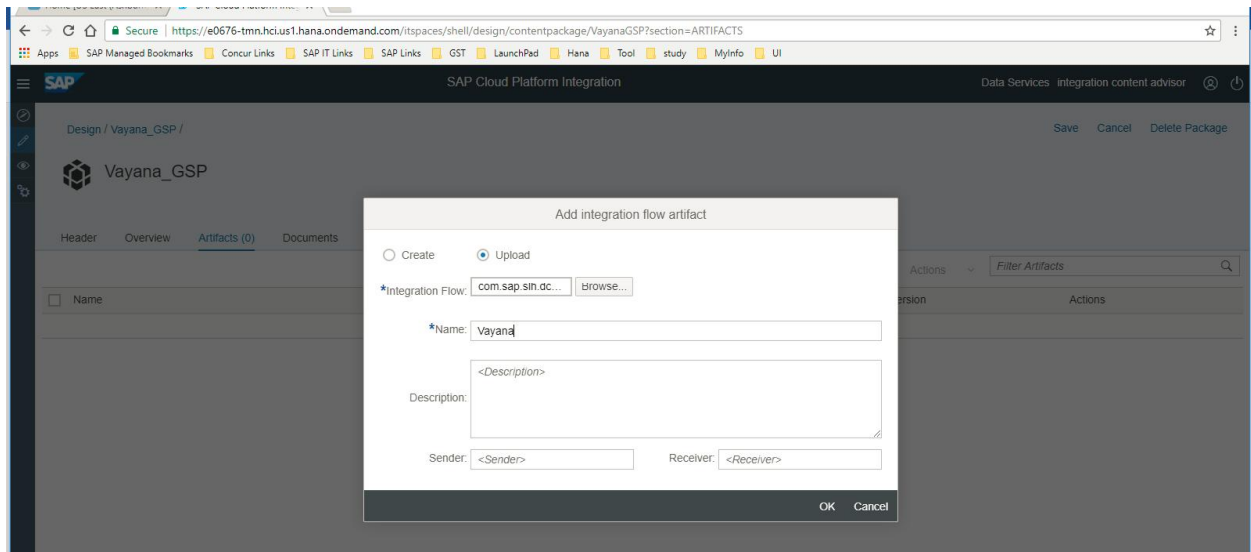 Secure | https://e0676-tmn.hci.us1.hana.ondemand.com/itspaces/shell/design/contentpackage/VayanaGSP?section=ARTIFACTS
Apps SAP Managed Bookmarks Concur Links SAP IT Links SAP Links GST LaunchPad Hana Tool study MyInfo UI
SAP SAP Cloud Platform Integration Data Services integration content advisor
Design / Vayana_GSP / Save Cancel Delete Package
Vayana_GSP
Add integration flow artifact
Header Overview Artifacts (0) Documents
Create Upload
Actions Filter Artifacts
*Integration Flow: com.sap.slh.dc... Browse...
Name ersion Actions
*Name: Vayana
<Description>
Description:
Sender: <Sender> Receiver: <Receiver>
OK Cancel